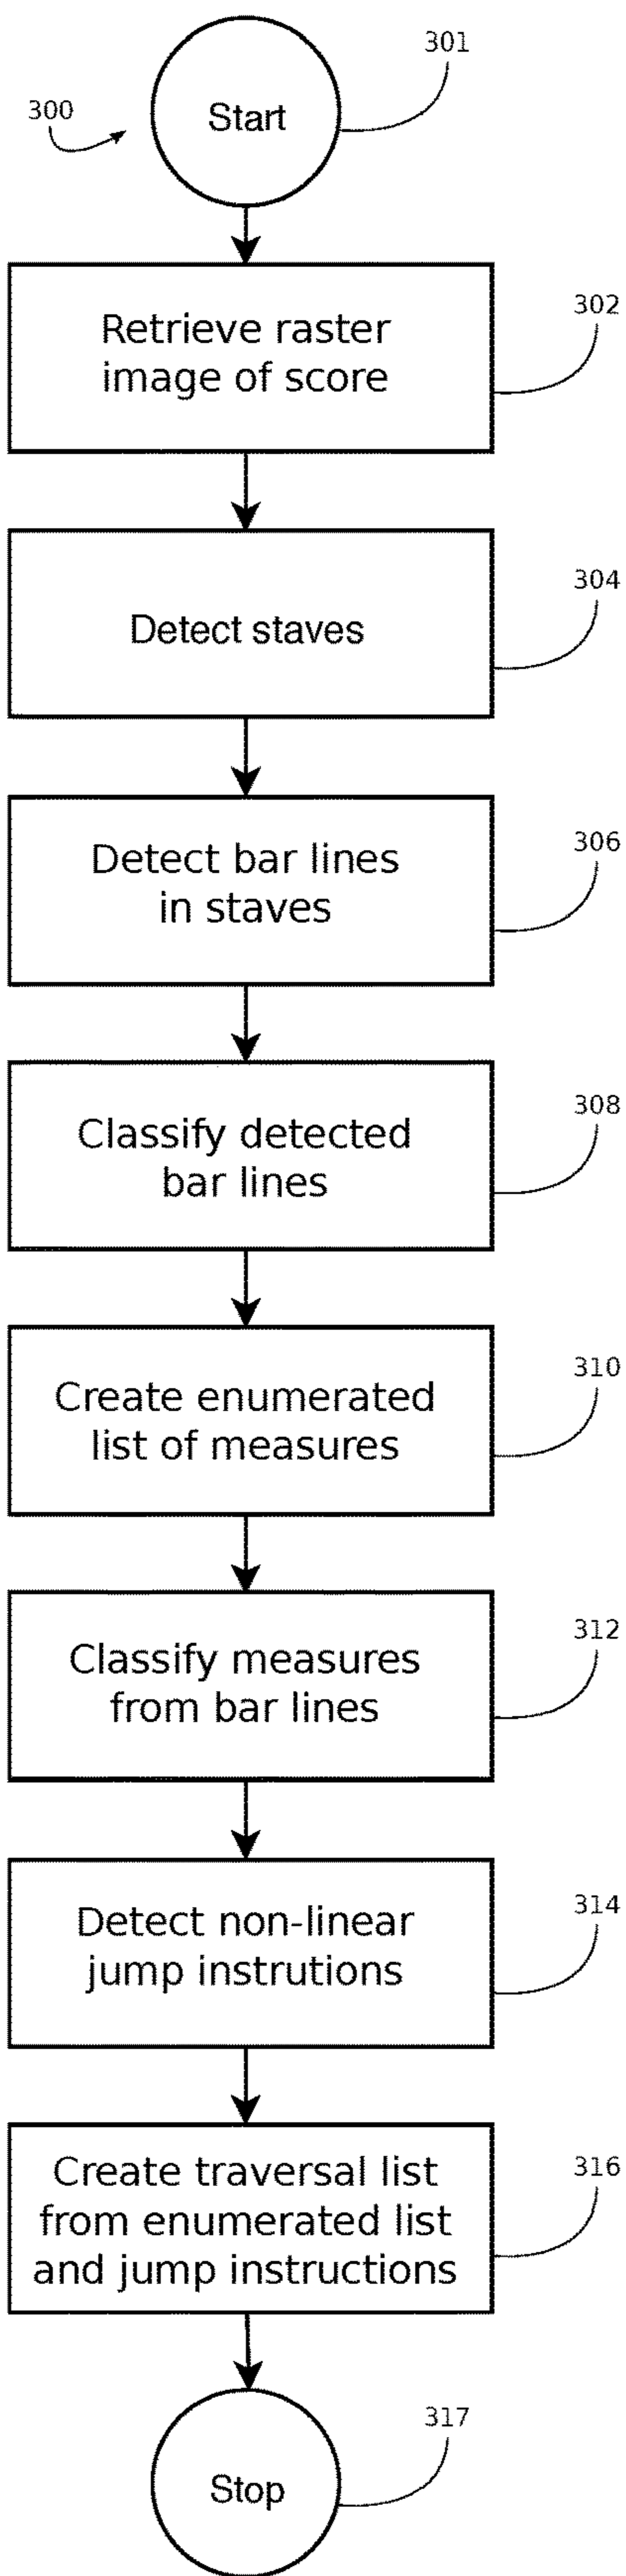 301
300
Start
302
Retrieve raster
image of score
304
Detect staves
306
Detect bar lines
in staves
308
Classify detected
bar lines
310
Create enumerated
list of measures
312
Classify measures
from bar lines
314
Detect non-linear
jump instrutions
316
Create traversal list
from enumerated list
and jump instructions
317
Stop